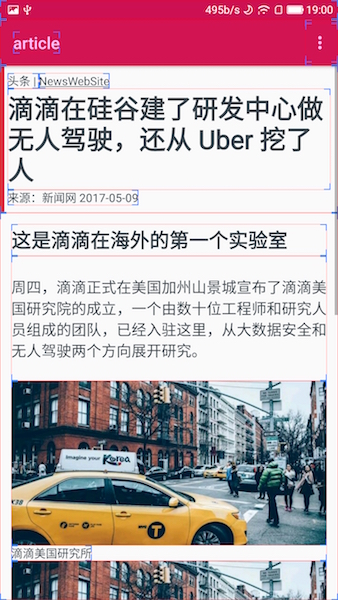 495b/s 19:00
article
头条 | NewsWebSite
滴滴在硅谷建了研发中心做
无人驾驶，还从 Uber 挖了
人
来源：新闻网 2017-05-09
这是滴滴在海外的第一个实验室
周四，滴滴正式在美国加州山景城宣布了滴滴美
国研究院的成立，一个由数十位工程师和研究人
员组成的团队，已经入驻这里，从大数据安全和
无人驾驶两个方向展开研究。
imagine your Korea
T
滴滴美国研究所